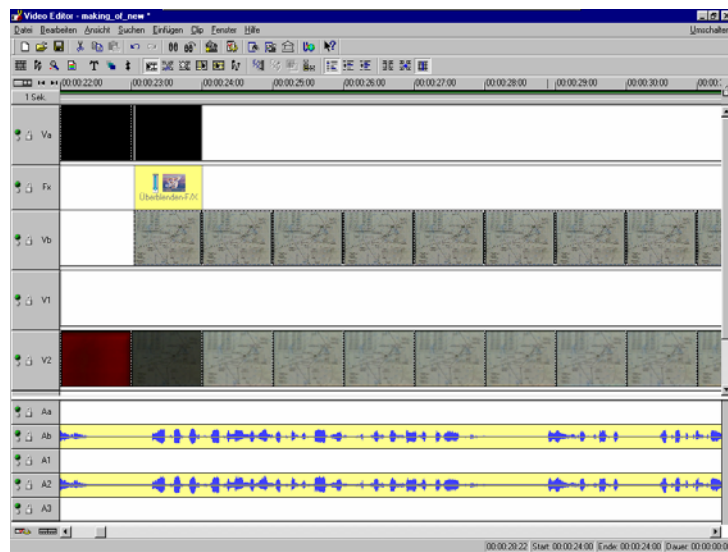 Video Editor - making_of_new *
Datei Bearbeiten Ansicht Suchen Einfügen Clip Fenster Hilfe Umschalten
00:00:22:00 00:00:23:00 00:00:24:00 00:00:25:00 00:00:26:00 00:00:27:00 00:00:28:00 00:00:29:00 00:00:30:00 00:00:
1 Sek.
Va
Fx
Überblenden-F/X
Vb
V1
V2
Aa
Ab
A1
A2
A3
Start: 00:00:24:00 Ende: 00:00:24:00 Dauer: 00:00:00:0